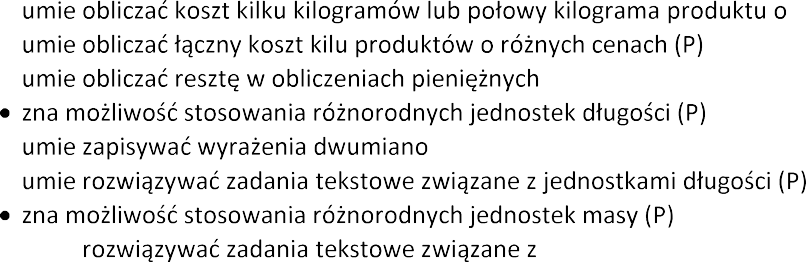 umie obliczać koszt kilku kilogramów lub połowy kilograma produktu o
umie obliczać łączny koszt kilu produktów o różnych cenach (P)
umie obliczać resztę w obliczeniach pieniężnych
• zna możliwość stosowania różnorodnych jednostek długości (P)
umie zapisywać wyrażenia dwumiano
umie rozwiązywać zadania tekstowe związane z jednostkami długości (P)
• zna możliwość stosowania różnorodnych jednostek masy (P)
rozwiązywać zadania tekstowe związane z